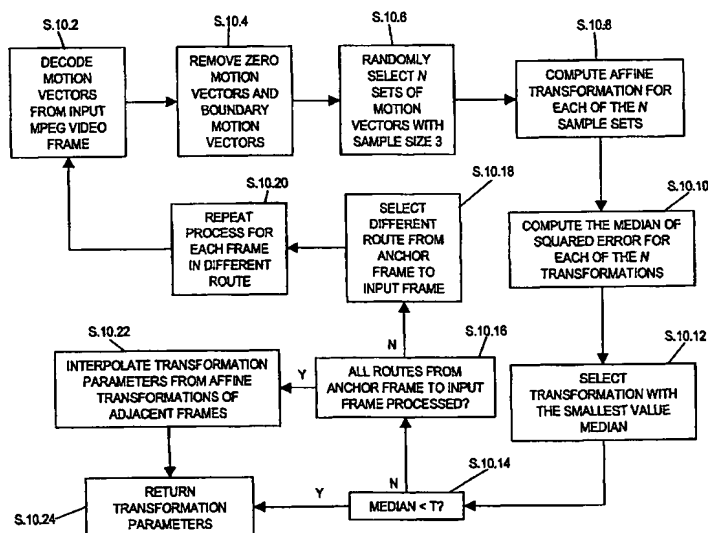 S.10.2
DECODE
MOTION
VECTORS
FROM INPUT
MPEG VIDEO
FRAME
S.10.4
REMOVE ZERO
MOTION
VECTORS AND
BOUNDARY
MOTION
VECTORS
S.10.6
RANDOMLY
SELECT N
SETS OF
MOTION
VECTORS WITH
SAMPLE SIZE 3
S.10.8
COMPUTE AFFINE
TRANSFORMATION FOR
EACH OF THE N
SAMPLE SETS
S.10.10
COMPUTE THE MEDIAN OF
SQUARED ERROR FOR
EACH OF THE N
TRANSFORMATIONS
S.10.12
SELECT
TRANSFORMATION WITH
THE SMALLEST VALUE
MEDIAN
S.10.14
MEDIAN < T?
Y
N
S.10.16
ALL ROUTES FROM
ANCHOR FRAME TO INPUT
FRAME PROCESSED?
Y
N
S.10.18
SELECT
DIFFERENT
ROUTE FROM
ANCHOR
FRAME TO
INPUT FRAME
S.10.20
REPEAT
PROCESS FOR
EACH FRAME
IN DIFFERENT
ROUTE
S.10.22
INTERPOLATE TRANSFORMATION
PARAMETERS FROM AFFINE
TRANSFORMATIONS OF
ADJACENT FRAMES
S.10.24
RETURN
TRANSFORMATION
PARAMETERS